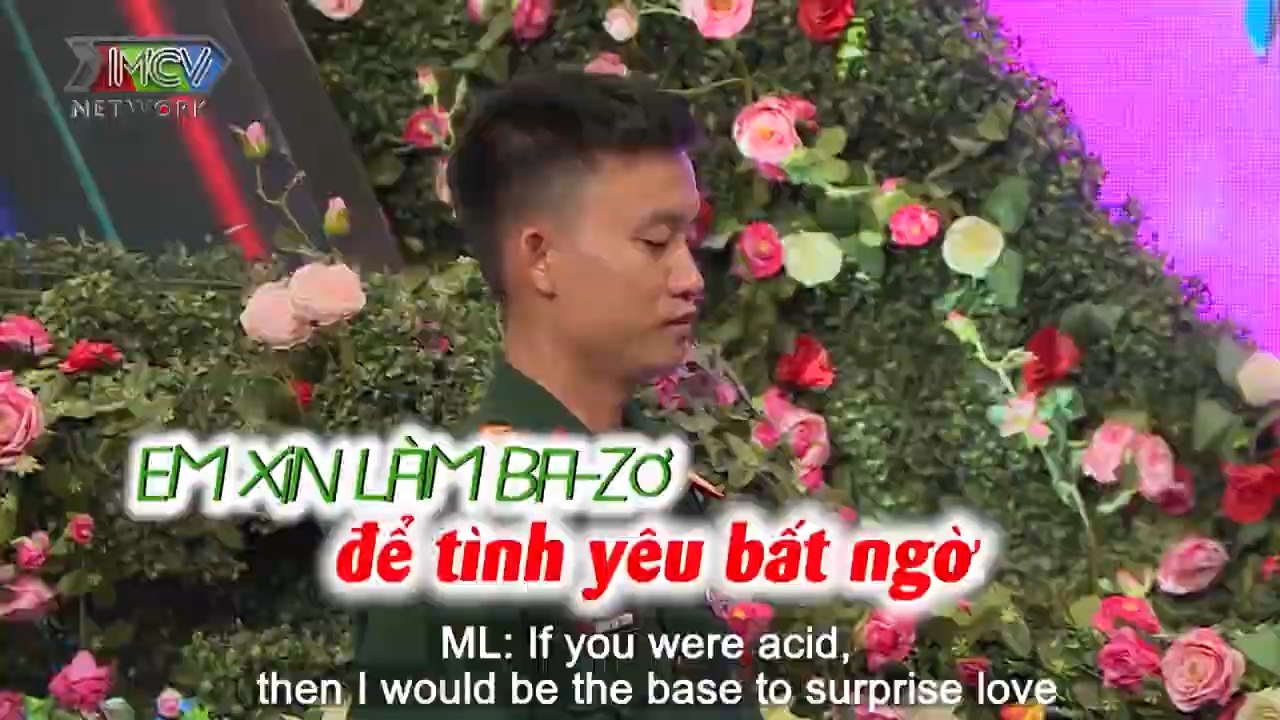 MCV
NETWORK
EM XIN LÀM BA-ZƠ
để tình yêu bất ngờ
ML: If you were acid,
then I would be the base to surprise love